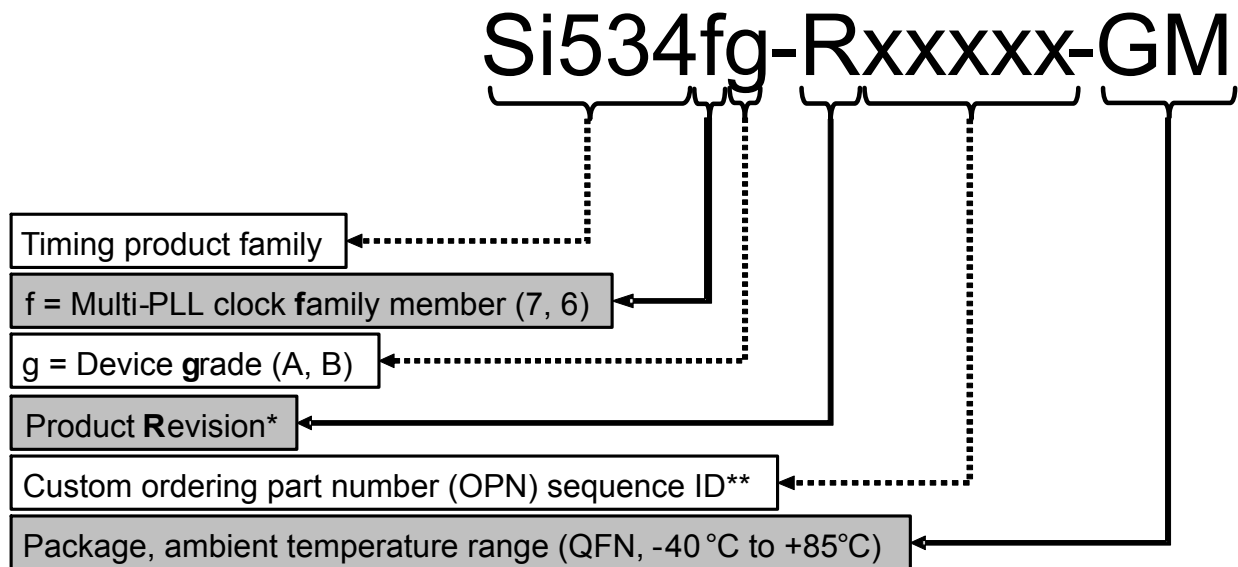 Si534fg-Rxxxxx-GM
Timing product family
f = Multi-PLL clock family member (7, 6)
g = Device grade (A, B)
Product Revision*
Custom ordering part number (OPN) sequence ID**
Package, ambient temperature range (QFN, -40 °C to +85°C)